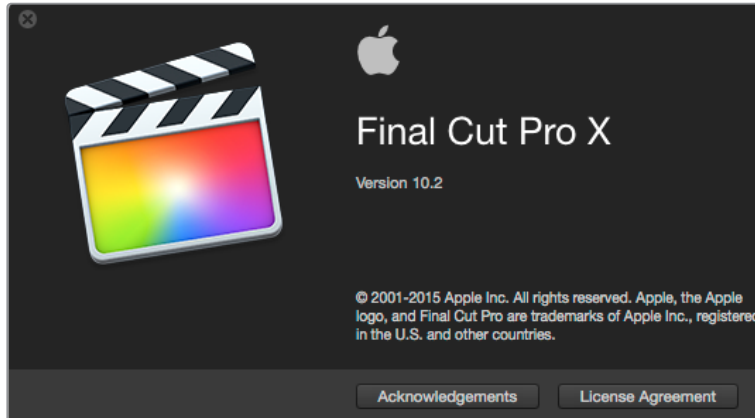 Final Cut Pro X
Version 10.2
© 2001-2015 Apple Inc. All rights reserved. Apple, the Apple
logo, and Final Cut Pro are trademarks of Apple Inc., registered
in the U.S. and other countries.
Acknowledgements
License Agreement